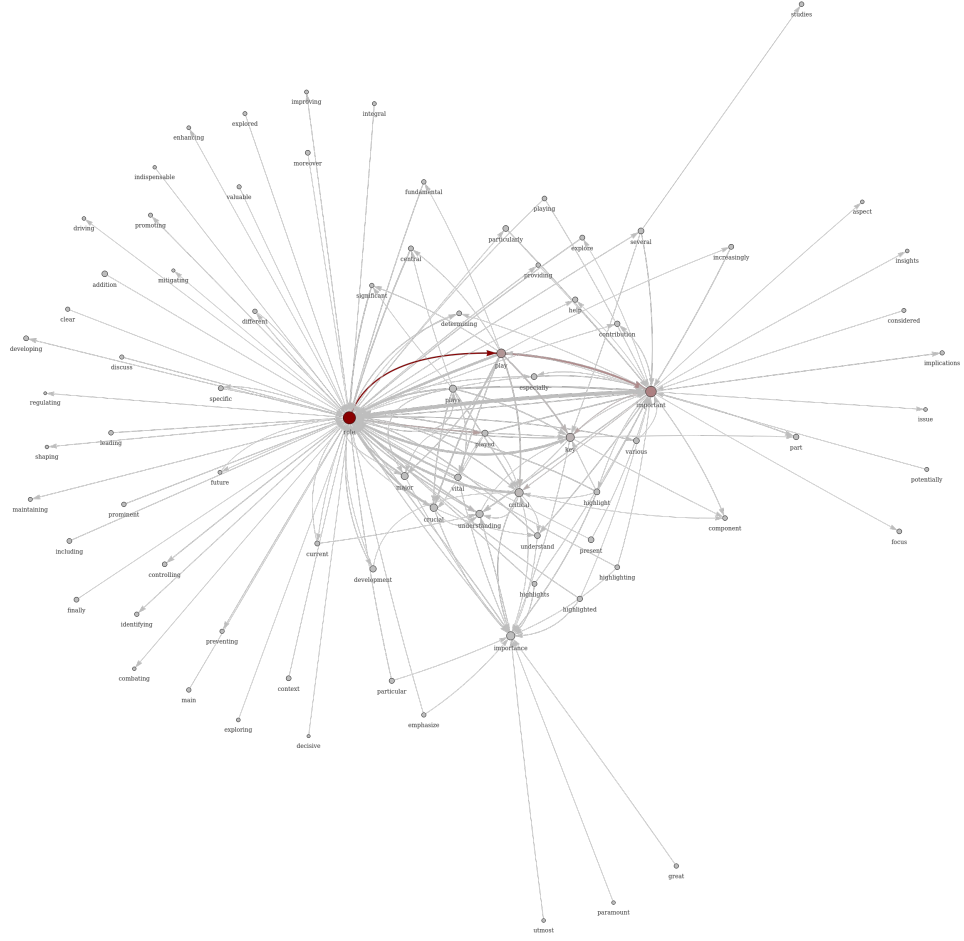 studies
improving
integral
explored
enhancing
moreover
indispensable
fundamental
valuable
playing
aspect
promoting
driving
particularly
several
explore
increasingly
insights
central
providing
mitigating
addition
significant
help
clear
considered
different
determining
contribution
developing
implications
discuss
play
especially
specific
plays
regulating
important
issue
role
leading
played
part
key
various
shaping
potentially
future
major
vital
highlight
critical
maintaining
prominent
crucial
understanding
component
focus
understand
including
current
present
controlling
highlighting
development
highlights
finally
highlighted
identifying
preventing
importance
combating
context
particular
main
emphasize
exploring
decisive
great
paramount
utmost